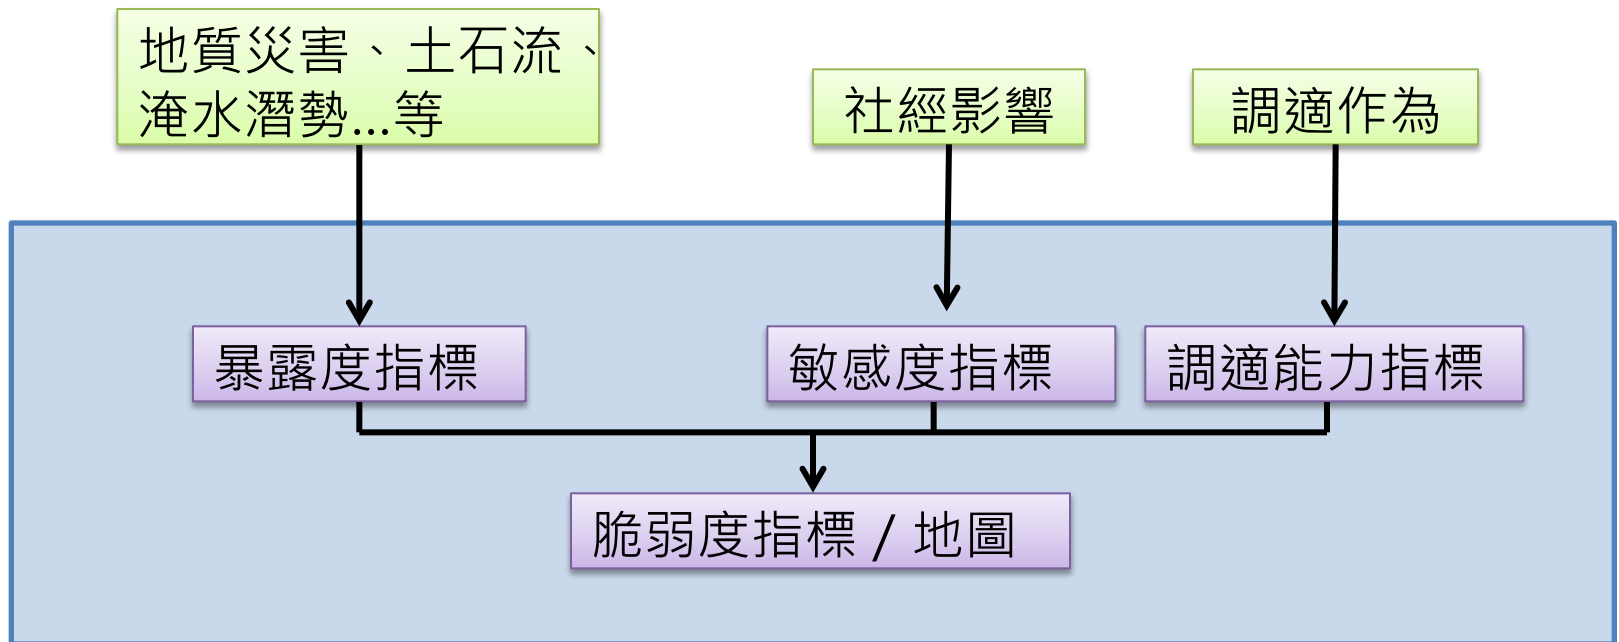 地質災害、土石流、
淹水潛勢...等
社經影響
調適作為
暴露度指標
敏感度指標
調適能力指標
脆弱度指標 / 地圖